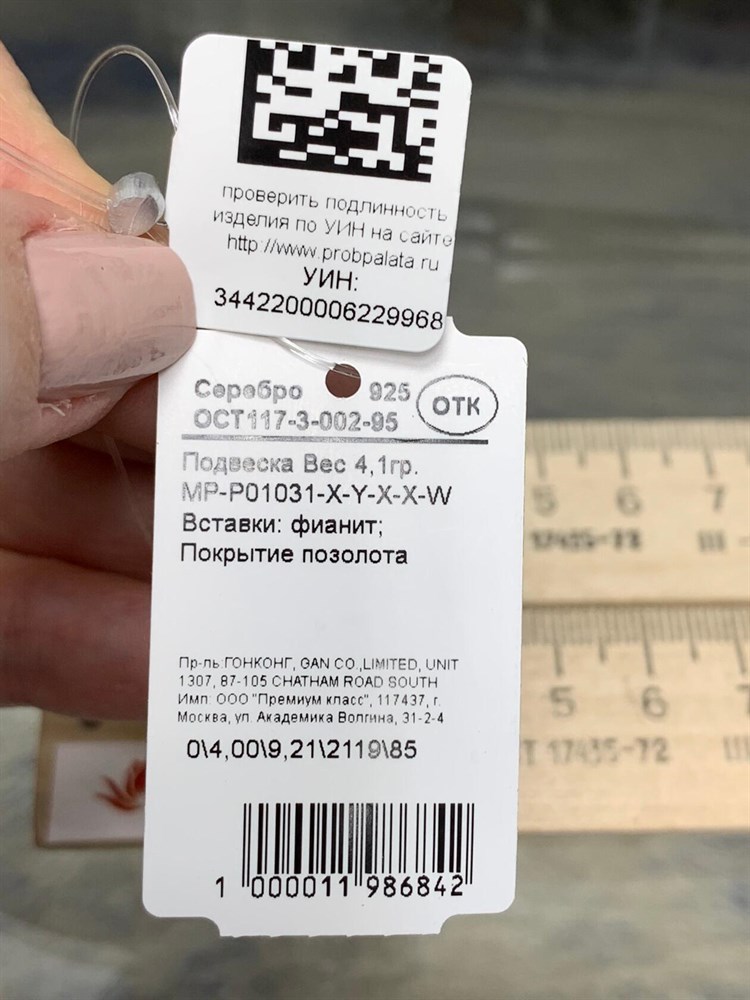 проверить подлинность
изделия по УИН на сайте
http://www.probpalata.ru
УИН:
3442200006229968
Серебро 925
ОСТ117-3-002-95
ОТК
Подвеска Вес 4,1гр.
MP-P01031-X-Y-X-X-W
Вставки: фианит;
Покрытие позолота
Пр-ль:ГОНКОНГ, GAN CO.,LIMITED, UNIT
1307, 87-105 CHATHAM ROAD SOUTH
Имп: ООО "Премиум класс", 117437, г.
Москва, ул. Академика Волгина, 31-2-4
0\4,00\9,21\2119\85
1 000011 986842
5 6 7
17435-72 III -
5 6 7
Т 17435-72 III